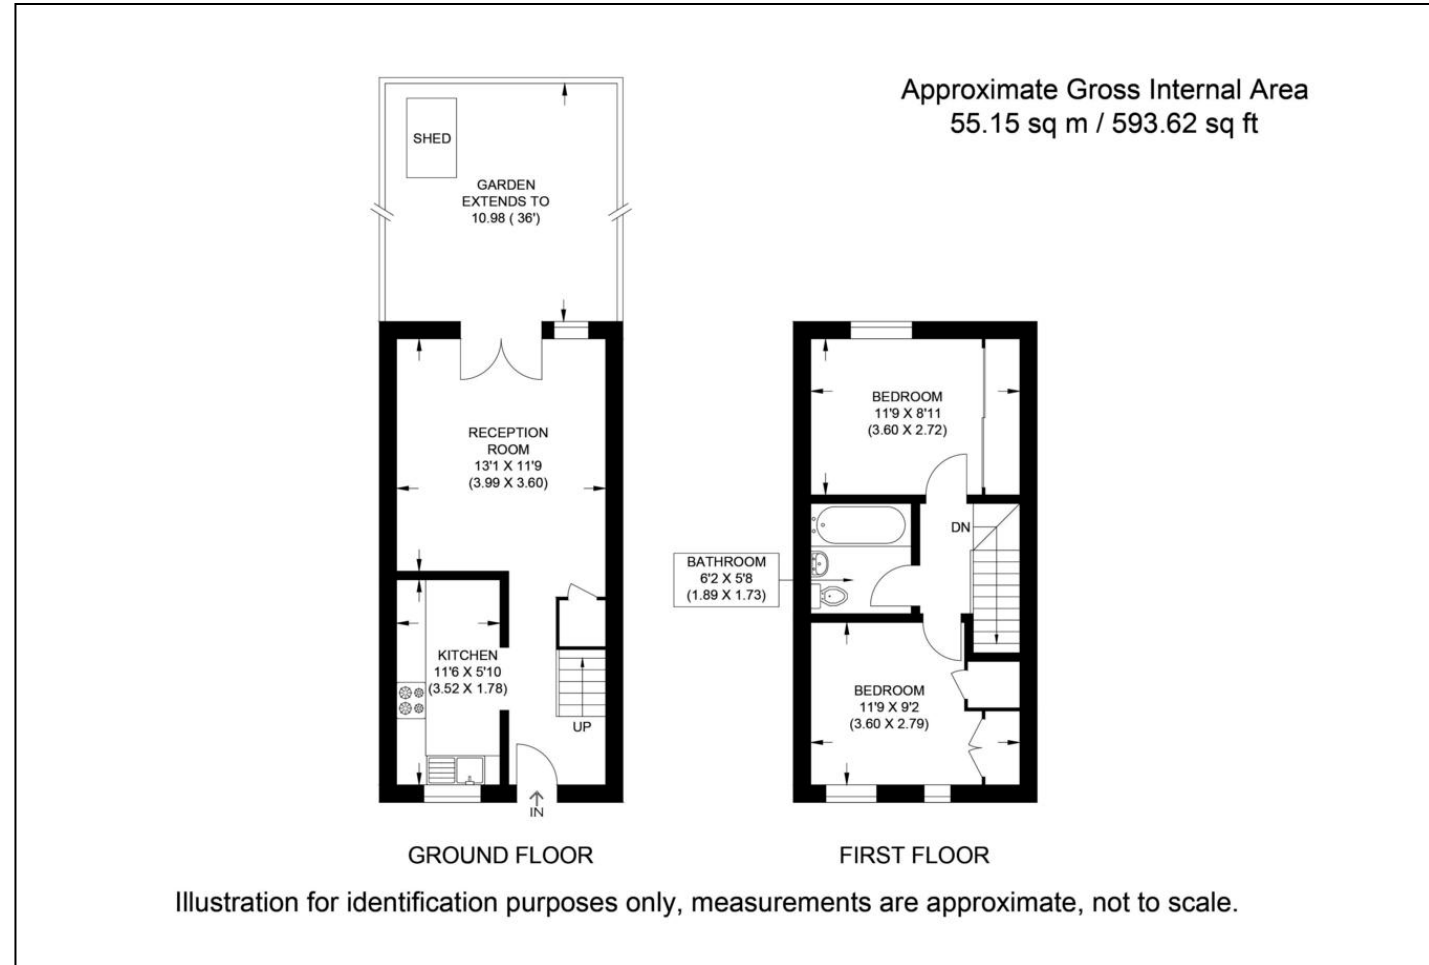 Approximate Gross Internal Area
55.15 sq m / 593.62 sq ft
SHED
GARDEN
EXTENDS TO
10.98 ( 36')
RECEPTION
ROOM
13'1 X 11'9
(3.99 X 3.60)
KITCHEN
11'6 X 5'10
(3.52 X 1.78)
UP
IN
GROUND FLOOR
BEDROOM
11'9 X 8'11
(3.60 X 2.72)
DN
BATHROOM
6'2 X 5'8
(1.89 X 1.73)
BEDROOM
11'9 X 9'2
(3.60 X 2.79)
FIRST FLOOR
Illustration for identification purposes only, measurements are approximate, not to scale.